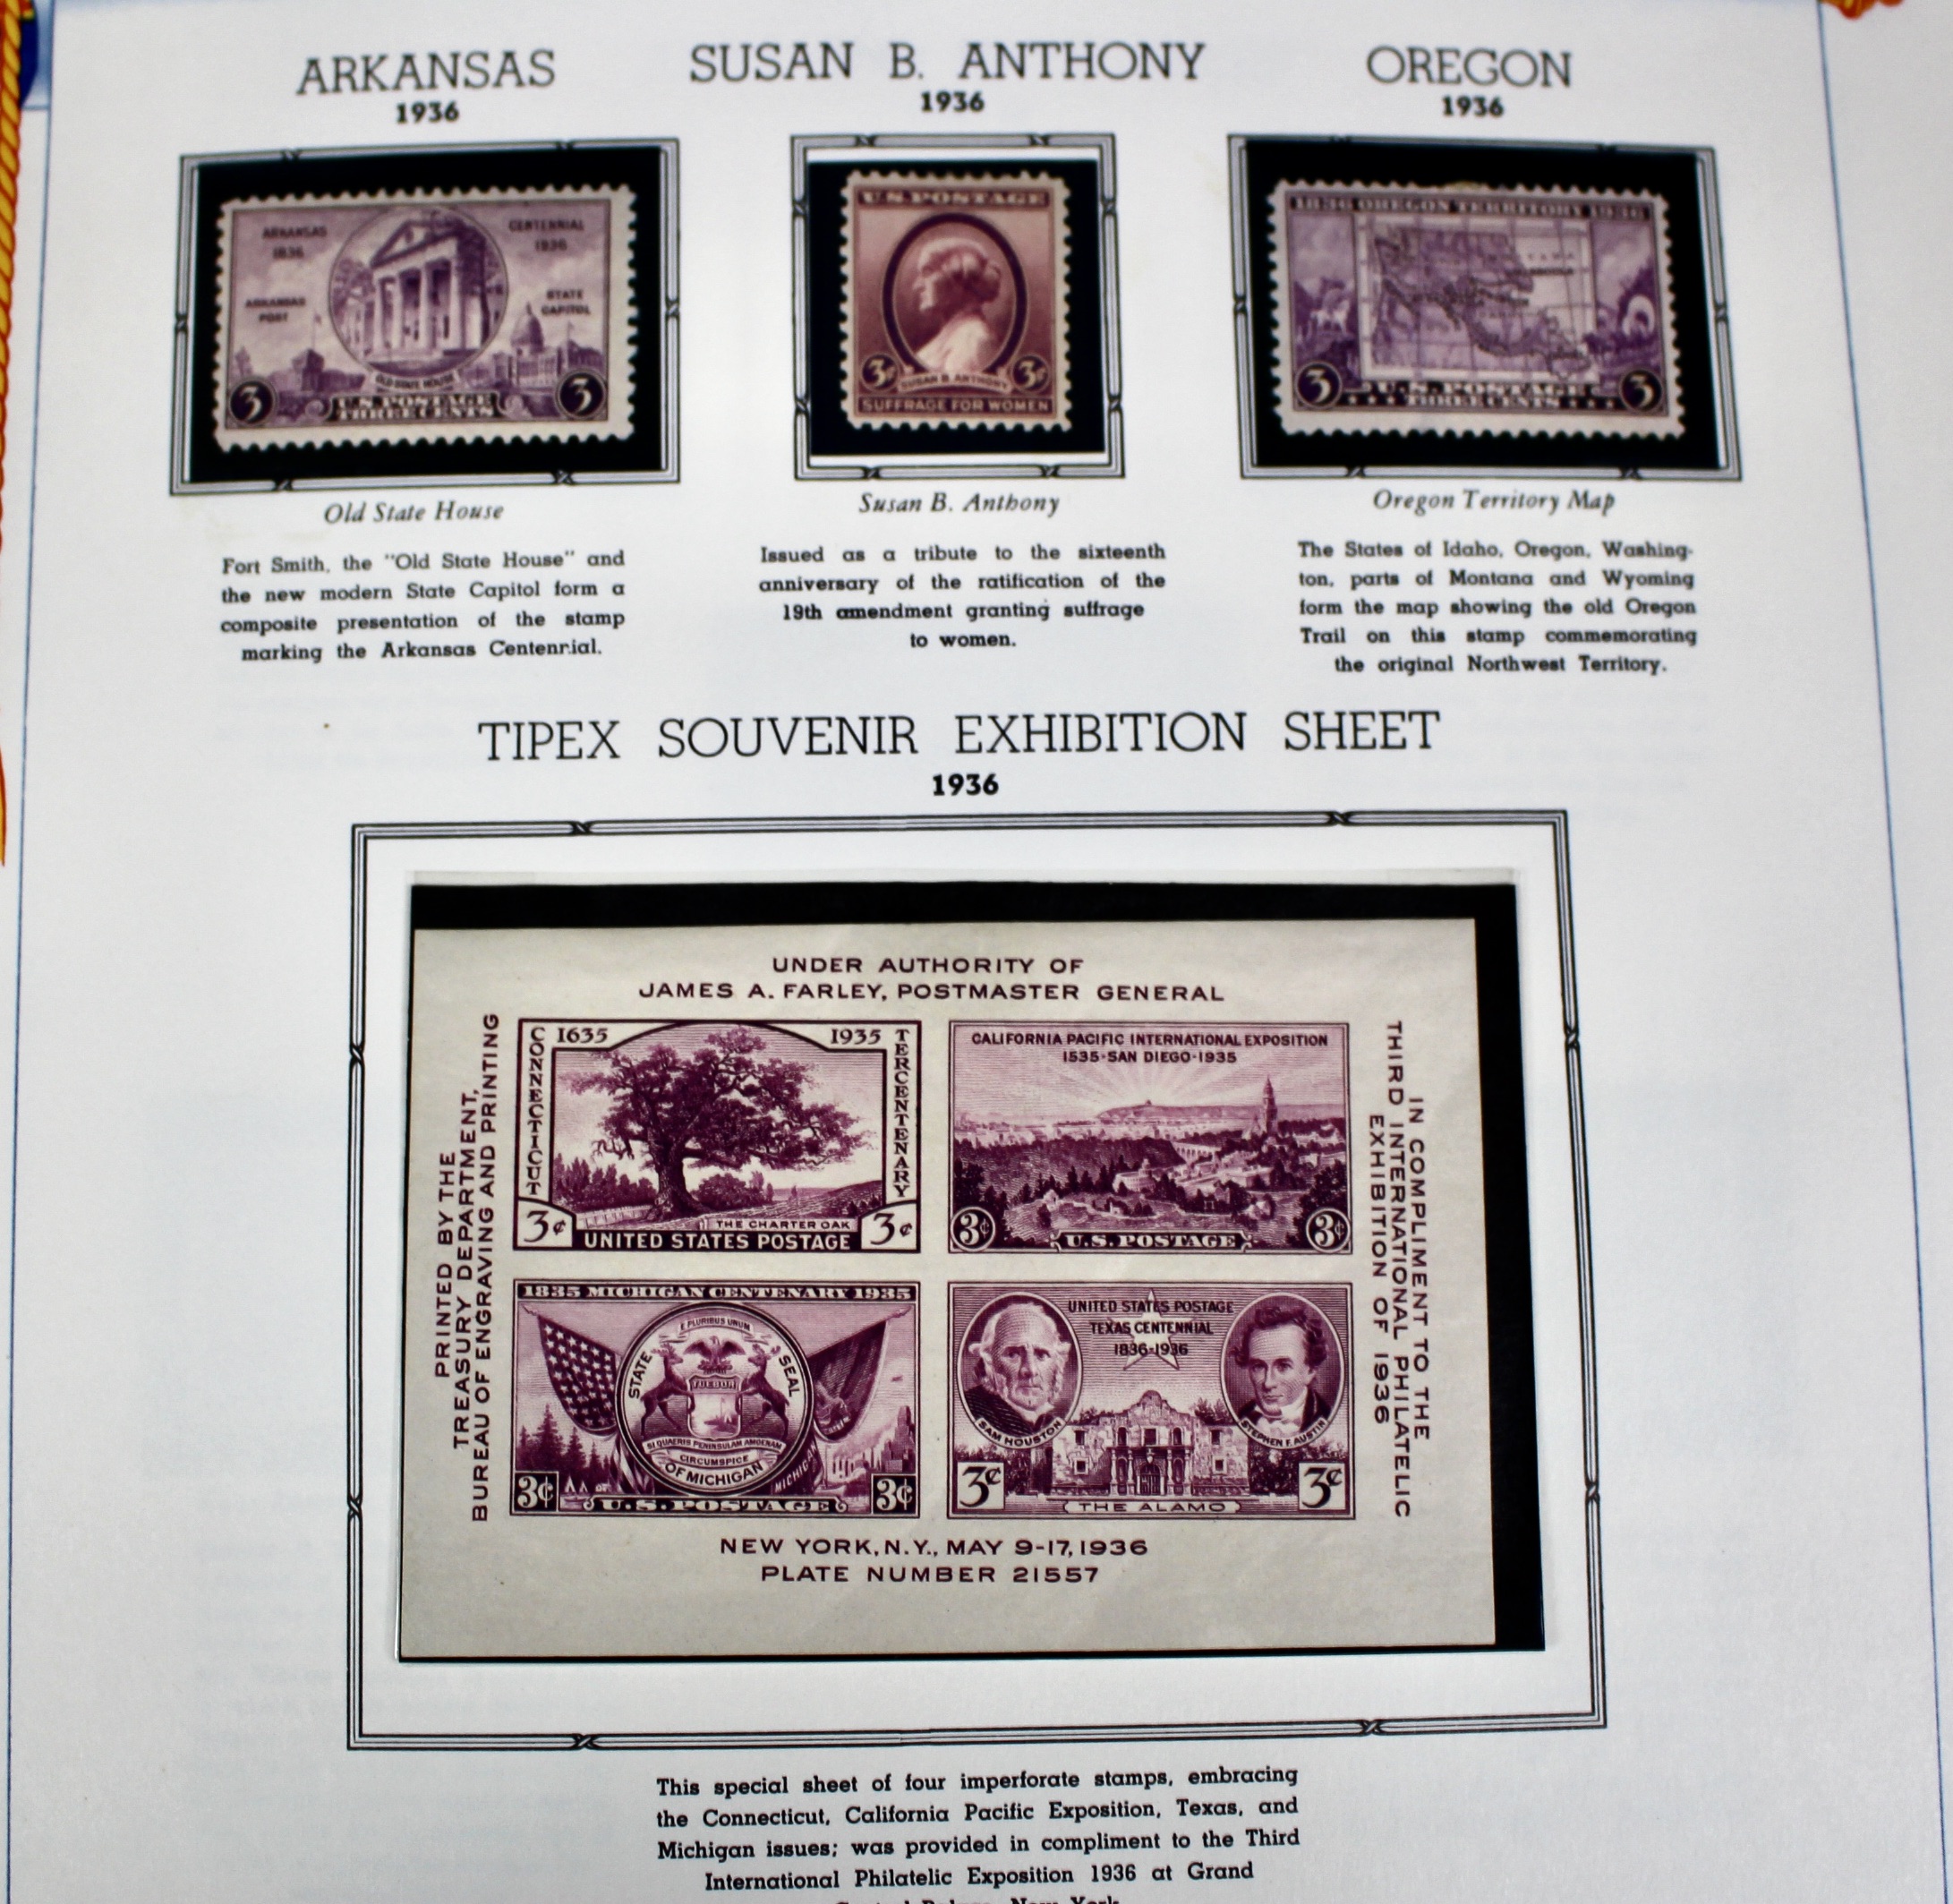 ARKANSAS
1936
SUSAN B. ANTHONY
1936
OREGON
1936
ARKANSAS
1836
CENTENNIAL
1936
ARKANSAS
POST
STATE
CAPITOL
OLD STATE HOUSE
3 U.S. POSTAGE 3
THREE CENTS
U.S. POSTAGE
3¢ SUSAN B. ANTHONY 3¢
SUFFRAGE FOR WOMEN
1836 OREGON TERRITORY 1936
3 U.S. POSTAGE 3
THREE CENTS
Old State House
Susan B. Anthony
Oregon Territory Map
Fort Smith, the "Old State House" and
the new modern State Capitol form a
composite presentation of the stamp
marking the Arkansas Centennial.
Issued as a tribute to the sixteenth
anniversary of the ratification of the
19th amendment granting suffrage
to women.
The States of Idaho, Oregon, Washing-
ton, parts of Montana and Wyoming
form the map showing the old Oregon
Trail on this stamp commemorating
the original Northwest Territory.
TIPEX SOUVENIR EXHIBITION SHEET
1936
UNDER AUTHORITY OF
JAMES A. FARLEY, POSTMASTER GENERAL
PRINTED BY THE
TREASURY DEPARTMENT,
BUREAU OF ENGRAVING AND PRINTING
1635 1935
CONNECTICUT
TERCENTENARY
THE CHARTER OAK
3¢ UNITED STATES POSTAGE 3¢
CALIFORNIA PACIFIC INTERNATIONAL EXPOSITION
1535-SAN DIEGO-1935
3¢ U.S. POSTAGE 3¢
1835 MICHIGAN CENTENARY 1935
E PLURIBUS UNUM
STATE SEAL
TUEBOR
SI QUAERIS PENINSULAM AMOENAM
CIRCUMSPICE
OF MICHIGAN
MICHIGAN
3¢ U.S. POSTAGE 3¢
UNITED STATES POSTAGE
TEXAS CENTENNIAL
1836-1936
SAM HOUSTON
STEPHEN F. AUSTIN
3¢ THE ALAMO 3¢
IN COMPLIMENT TO THE
THIRD INTERNATIONAL PHILATELIC
EXHIBITION OF 1936
NEW YORK, N.Y., MAY 9-17, 1936
PLATE NUMBER 21557
This special sheet of four imperforate stamps, embracing
the Connecticut, California Pacific Exposition, Texas, and
Michigan issues; was provided in compliment to the Third
International Philatelic Exposition 1936 at Grand
Central Palace, New York.